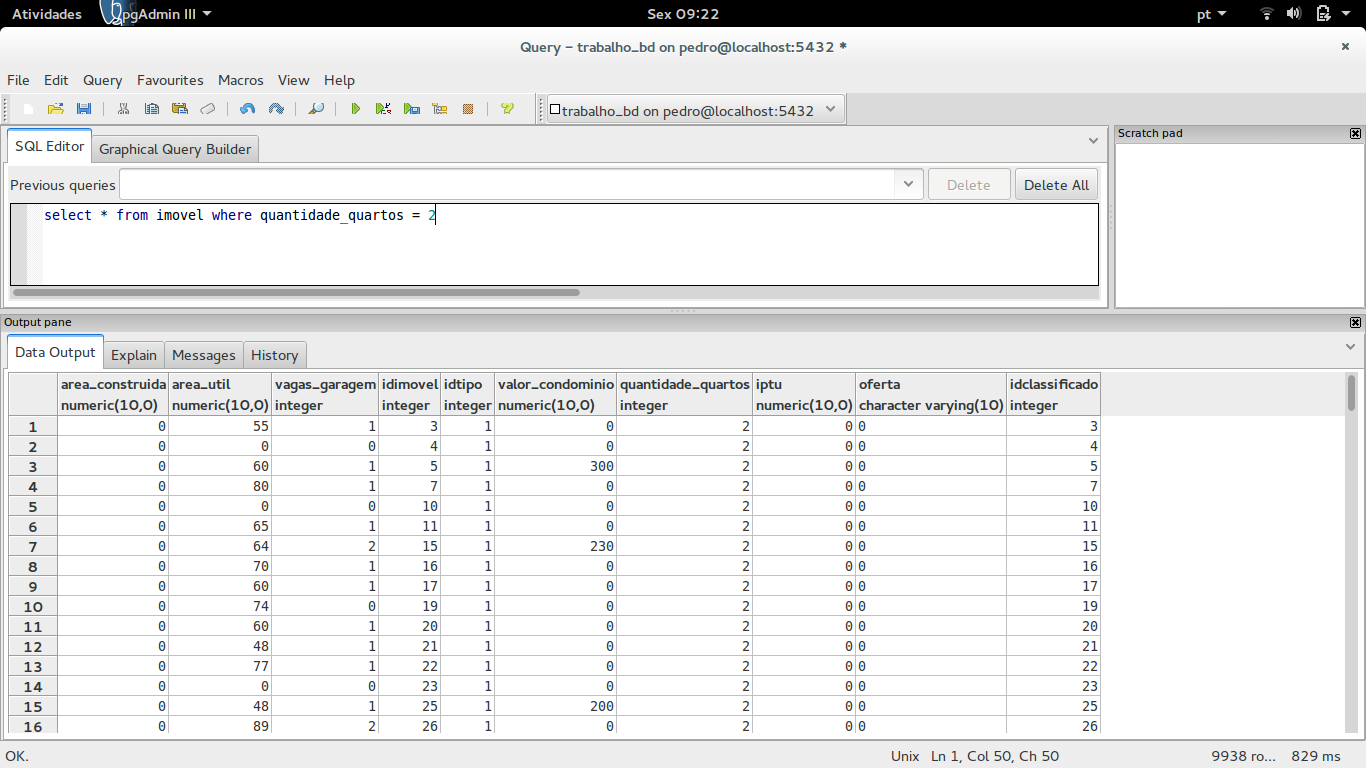 Atividades pgAdmin III Sex 09:22 pt
Query - trabalho_bd on pedro@localhost:5432 *
File Edit Query Favourites Macros View Help
trabalho_bd on pedro@localhost:5432
SQL Editor Graphical Query Builder
Scratch pad
Previous queries Delete Delete All
select * from imovel where quantidade_quartos = 2
Output pane
Data Output Explain Messages History
area_construida area_util vagas_garagem idimovel idtipo valor_condominio quantidade_quartos iptu oferta idclassificado
numeric(10,0) numeric(10,0) integer integer integer numeric(10,0) integer numeric(10,0) character varying(10) integer
1 0 55 1 3 1 0 2 0 0 3
2 0 0 0 4 1 0 2 0 0 4
3 0 60 1 5 1 300 2 0 0 5
4 0 80 1 7 1 0 2 0 0 7
5 0 0 0 10 1 0 2 0 0 10
6 0 65 1 11 1 0 2 0 0 11
7 0 64 2 15 1 230 2 0 0 15
8 0 70 1 16 1 0 2 0 0 16
9 0 60 1 17 1 0 2 0 0 17
10 0 74 0 19 1 0 2 0 0 19
11 0 60 1 20 1 0 2 0 0 20
12 0 48 1 21 1 0 2 0 0 21
13 0 77 1 22 1 0 2 0 0 22
14 0 0 0 23 1 0 2 0 0 23
15 0 48 1 25 1 200 2 0 0 25
16 0 89 2 26 1 0 2 0 0 26
OK. Unix Ln 1, Col 50, Ch 50 9938 ro... 829 ms